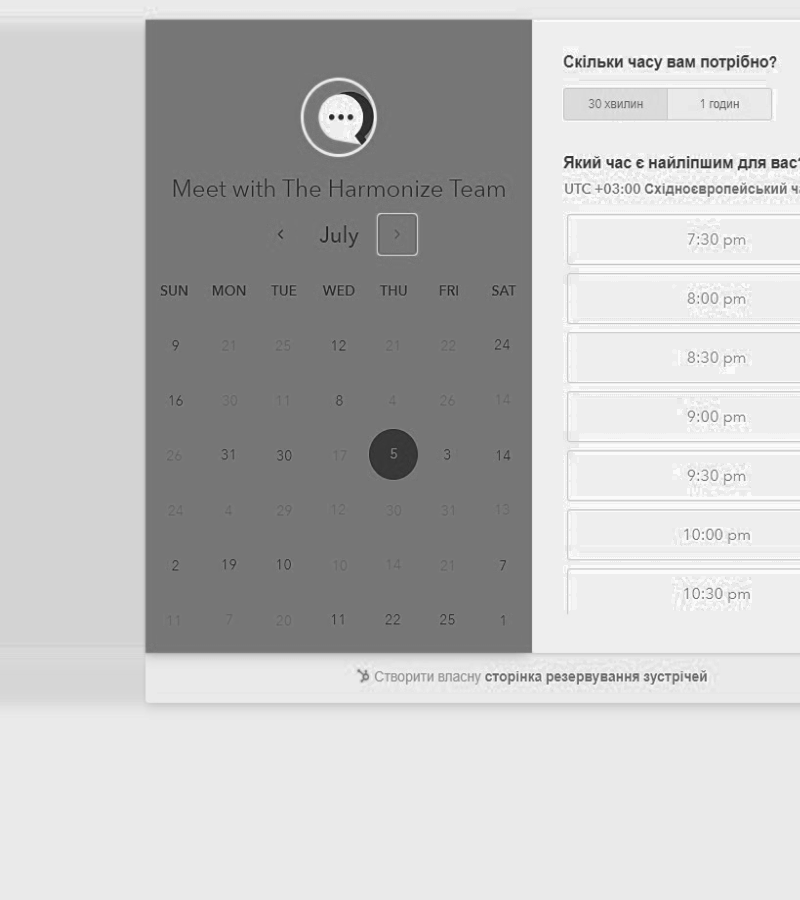 Meet with The Harmonize Team
July
SUN MON TUE WED THU FRI SAT
9 21 25 12 21 22 24
16 30 11 8 4 26 14
26 31 30 17 5 3 14
24 4 29 12 30 31 13
2 19 10 10 14 21 7
11 7 20 11 22 25 1
Скільки часу вам потрібно?
30 хвилин 1 годин
Який час є найліпшим для вас?
UTC +03:00 Східноєвропейський
7:30 pm
8:00 pm
8:30 pm
9:00 pm
9:30 pm
10:00 pm
10:30 pm
Створити власну сторінка резервування зустрічей